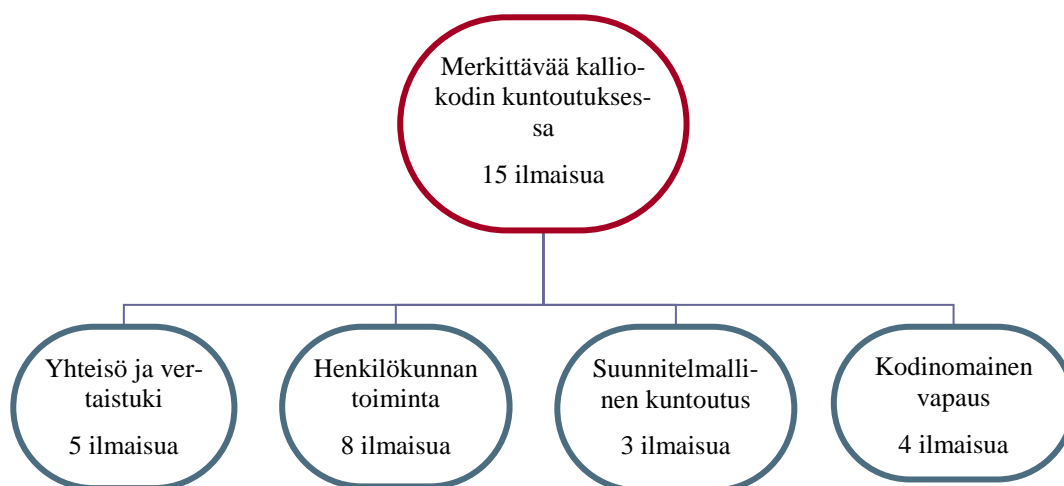 Merkittävää kallio-
kodin kuntoutukses-
sa
15 ilmaisua
Yhteisö ja ver-
taistuki
5 ilmaisua
Henkilökunnan
toiminta
8 ilmaisua
Suunnitelmalli-
nen kuntoutus
3 ilmaisua
Kodinomainen
vapaus
4 ilmaisua